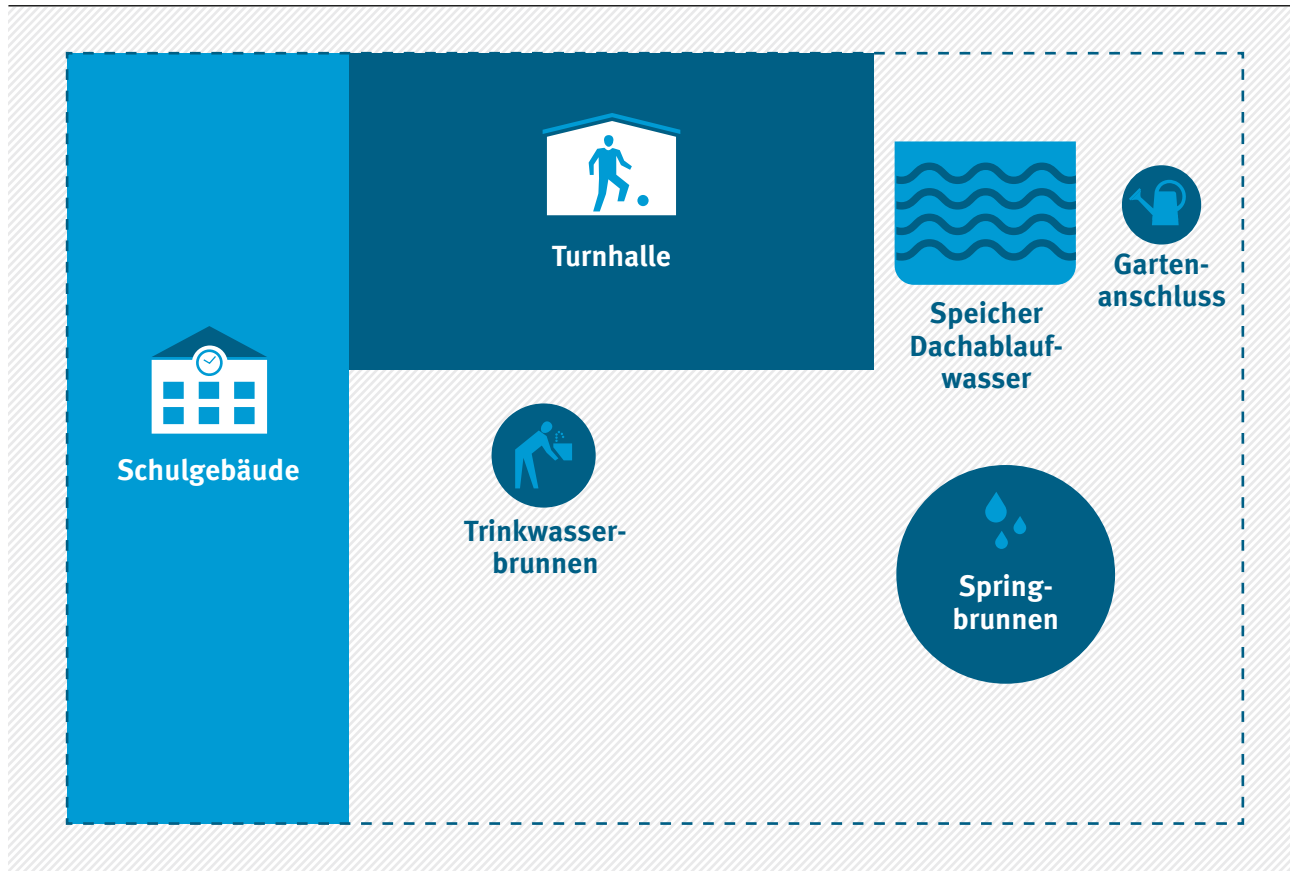 Turnhalle
Garten-
anschluss
Speicher
Dachablauf-
wasser
Schulgebäude
Trinkwasser-
brunnen
Spring-
brunnen